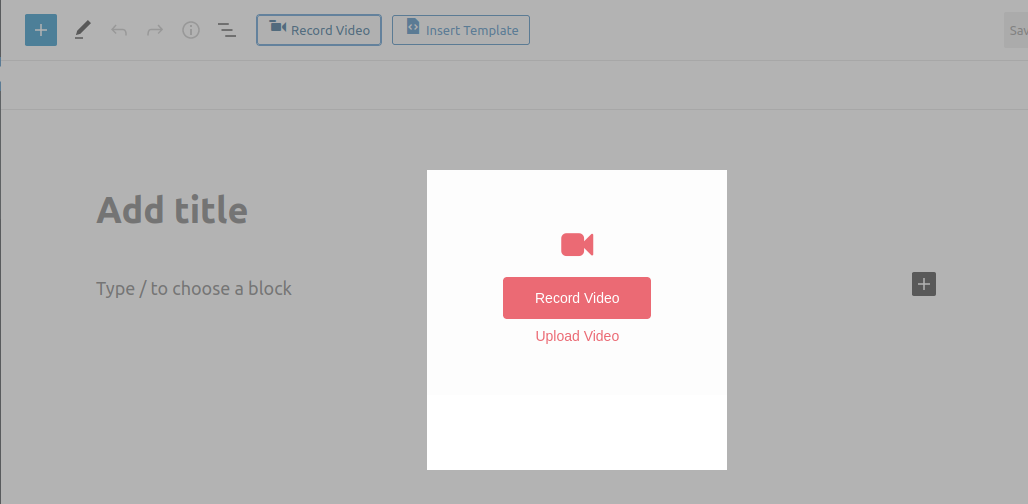 Record Video
Insert Template
Sav
Add title
Type / to choose a block
Record Video
Upload Video